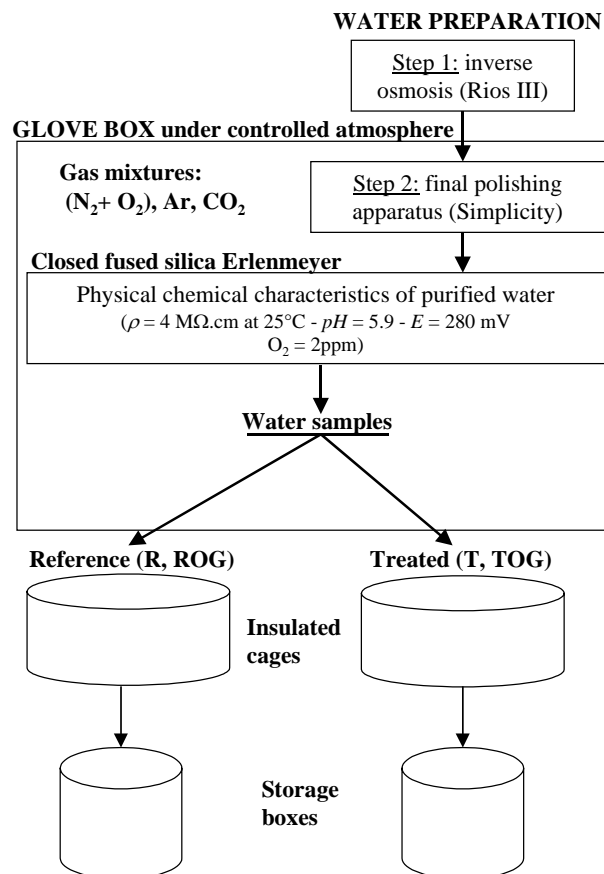 WATER PREPARATION
Step 1: inverse
osmosis (Rios III)
GLOVE BOX under controlled atmosphere
Gas mixtures:
(N₂+ O₂), Ar, CO₂
Step 2: final polishing
apparatus (Simplicity)
Closed fused silica Erlenmeyer
Physical chemical characteristics of purified water
(ρ = 4 MΩ.cm at 25°C - pH = 5.9 - E = 280 mV
O₂ = 2ppm)
Water samples
Reference (R, ROG)
Treated (T, TOG)
Insulated
cages
Storage
boxes